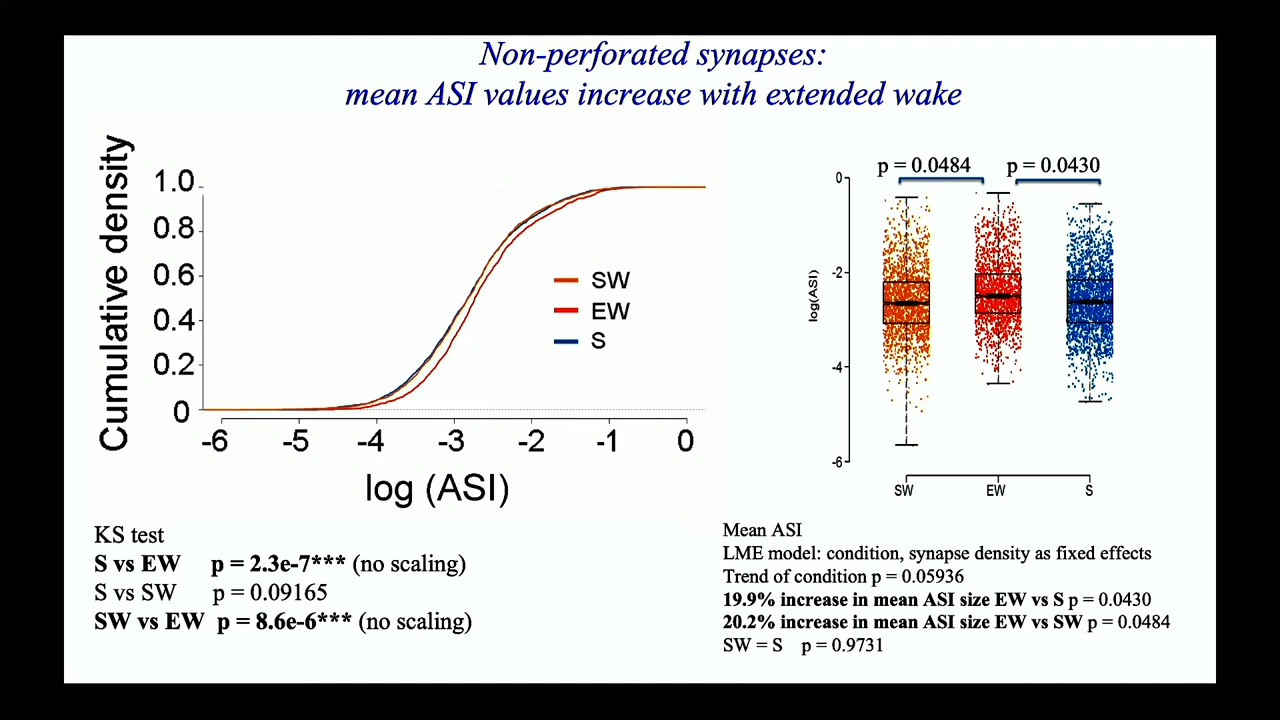 Non-perforated synapses:
mean ASI values increase with extended wake
Cumulative density
1.0
0.8
0.6
0.4
0.2
0
-6 -5 -4 -3 -2 -1 0
log (ASI)
SW
EW
S
KS test
S vs EW p = 2.3e-7*** (no scaling)
S vs SW p = 0.09165
SW vs EW p = 8.6e-6*** (no scaling)
p = 0.0484 p = 0.0430
log(ASI)
0
-2
-4
-6
SW EW S
Mean ASI
LME model: condition, synapse density as fixed effects
Trend of condition p = 0.05936
19.9% increase in mean ASI size EW vs S p = 0.0430
20.2% increase in mean ASI size EW vs SW p = 0.0484
SW = S p = 0.9731